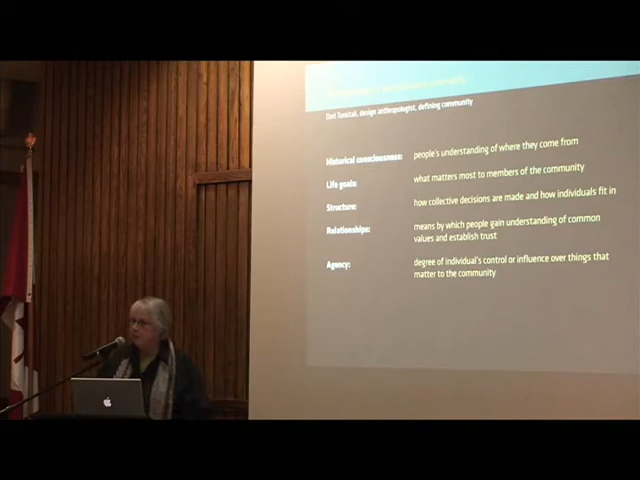 Dori Tunstall, design anthropologist, defining community
Historical consciousness: people's understanding of where they come from
Life goals: what matters most to members of the community
Structure: how collective decisions are made and how individuals fit in
Relationships: means by which people gain understanding of common
values and establish trust
Agency: degree of individual's control or influence over things that
matter to the community